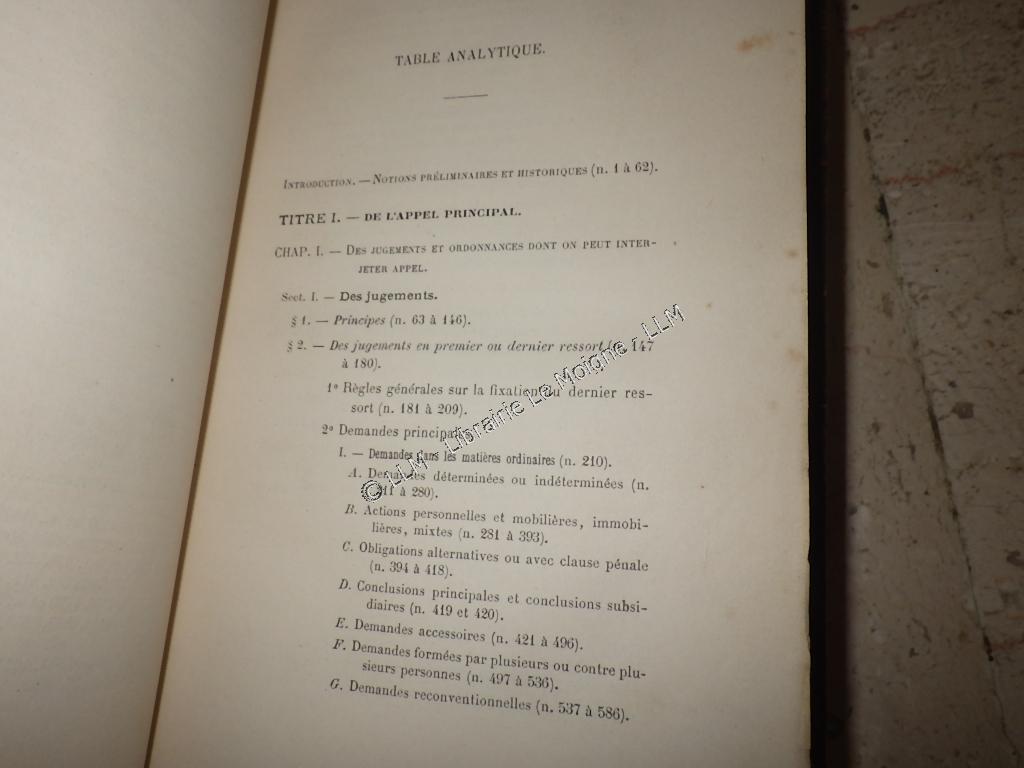 TABLE ANALYTIQUE.
INTRODUCTION. — NOTIONS PRÉLIMINAIRES ET HISTORIQUES (n. 1 à 62).
TITRE I. — DE L'APPEL PRINCIPAL.
CHAP. I. — DES JUGEMENTS ET ORDONNANCES DONT ON PEUT INTER-
JETER APPEL.
Sect. I. — Des jugements.
§ 1. — Principes (n. 63 à 146).
§ 2. — Des jugements en premier ou dernier ressort (n. 147
à 180).
1º Règles générales sur la fixation du dernier res-
sort (n. 181 à 209).
2º Demandes principales
I. — Demandes dans les matières ordinaires (n. 210).
A. Demandes déterminées ou indéterminées (n.
211 à 280).
B. Actions personnelles et mobilières, immobi-
lières, mixtes (n. 281 à 393).
C. Obligations alternatives ou avec clause pénale
(n. 394 à 418).
D. Conclusions principales et conclusions subsi-
diaires (n. 419 et 420).
E. Demandes accessoires (n. 421 à 496).
F. Demandes formées par plusieurs ou contre plu-
sieurs personnes (n. 497 à 536).
G. Demandes reconventionnelles (n. 537 à 586).
© LLM - Librairie Le Moigne - LLM